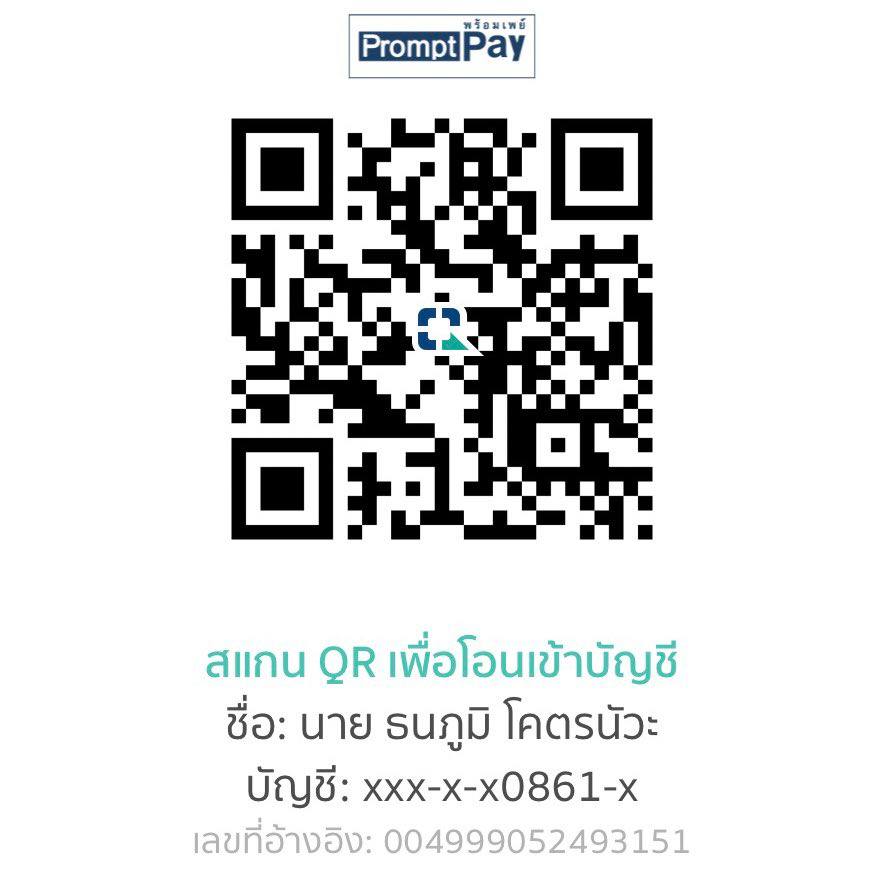 พร้อมเพย์
PromptPay
สแกน QR เพื่อโอนเข้าบัญชี
ชื่อ: นาย ธนภูมิ โคตรนัวะ
บัญชี: xxx-x-x0861-x
เลขที่อ้างอิง: 004999052493151